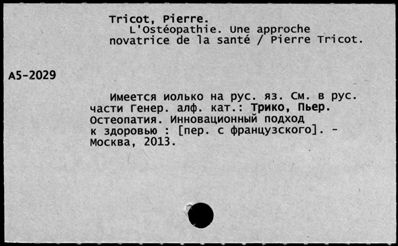 Tricot, Pierre.
L'Ostéopathie. Une approche
novatrice de la santé / Pierre Tricot.
A5-2029
Имеется иолько на рус. яз. См. в рус.
части Генер. алф. кат.: Трико, Пьер.
Остеопатия. Инновационный подход
к здоровью : [пер. с французского]. -
Москва, 2013.